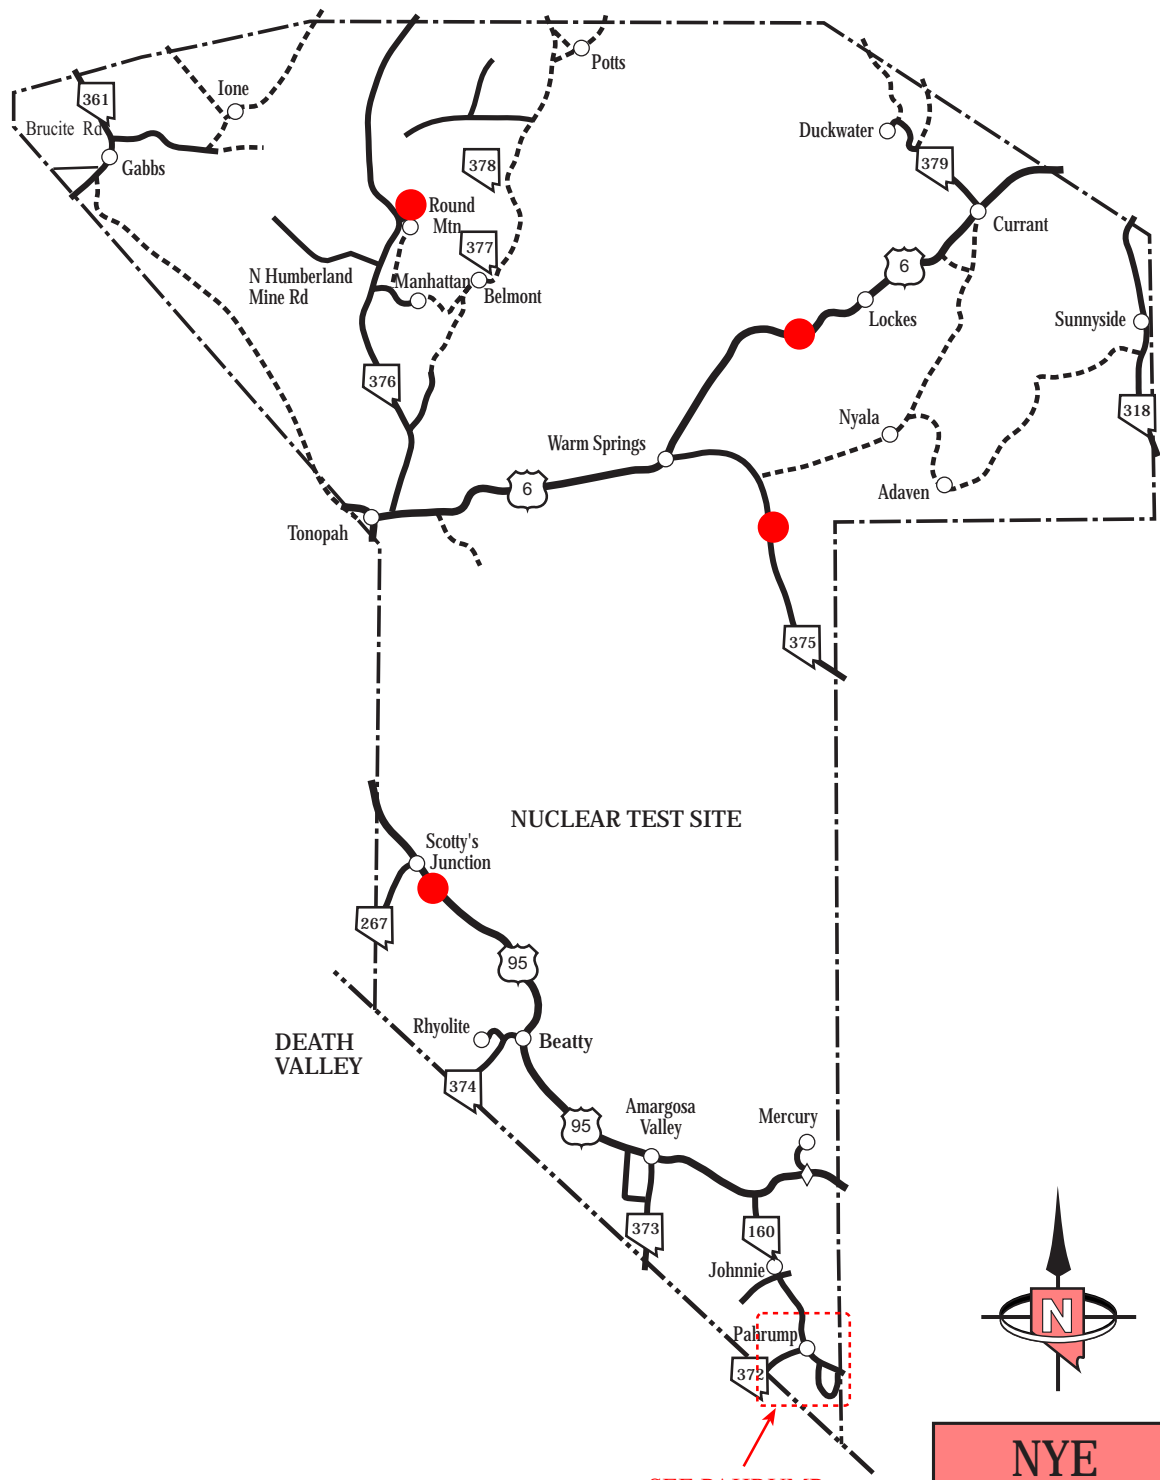 Potts
Ione
361
Brucite Rd
Duckwater
Gabbs
378
379
Round
Mtn
Currant
377
6
N Humberland
Mine Rd
Manhattan
Belmont
Lockes
Sunnyside
376
318
Nyala
Warm Springs
6
Adaven
Tonopah
375
NUCLEAR TEST SITE
Scotty's
Junction
267
95
Rhyolite
Beatty
DEATH
VALLEY
374
Amargosa
Valley
Mercury
95
373
160
Johnnie
N
Pahrump
372
NYE
SEE PAHRUMP